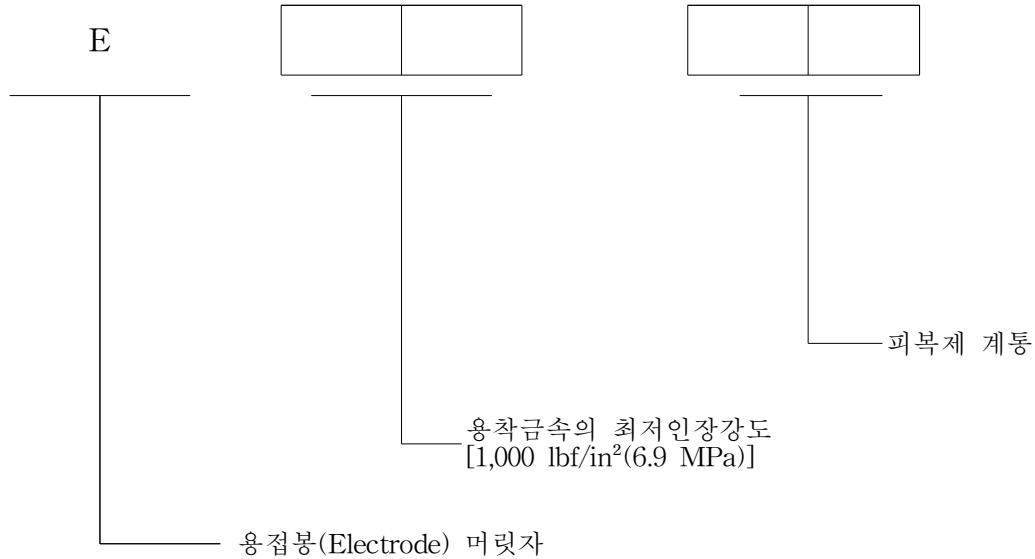 E
피복제 계통
용착금속의 최저인장강도
[1,000 lbf/in²(6.9 MPa)]
용접봉(Electrode) 머릿자